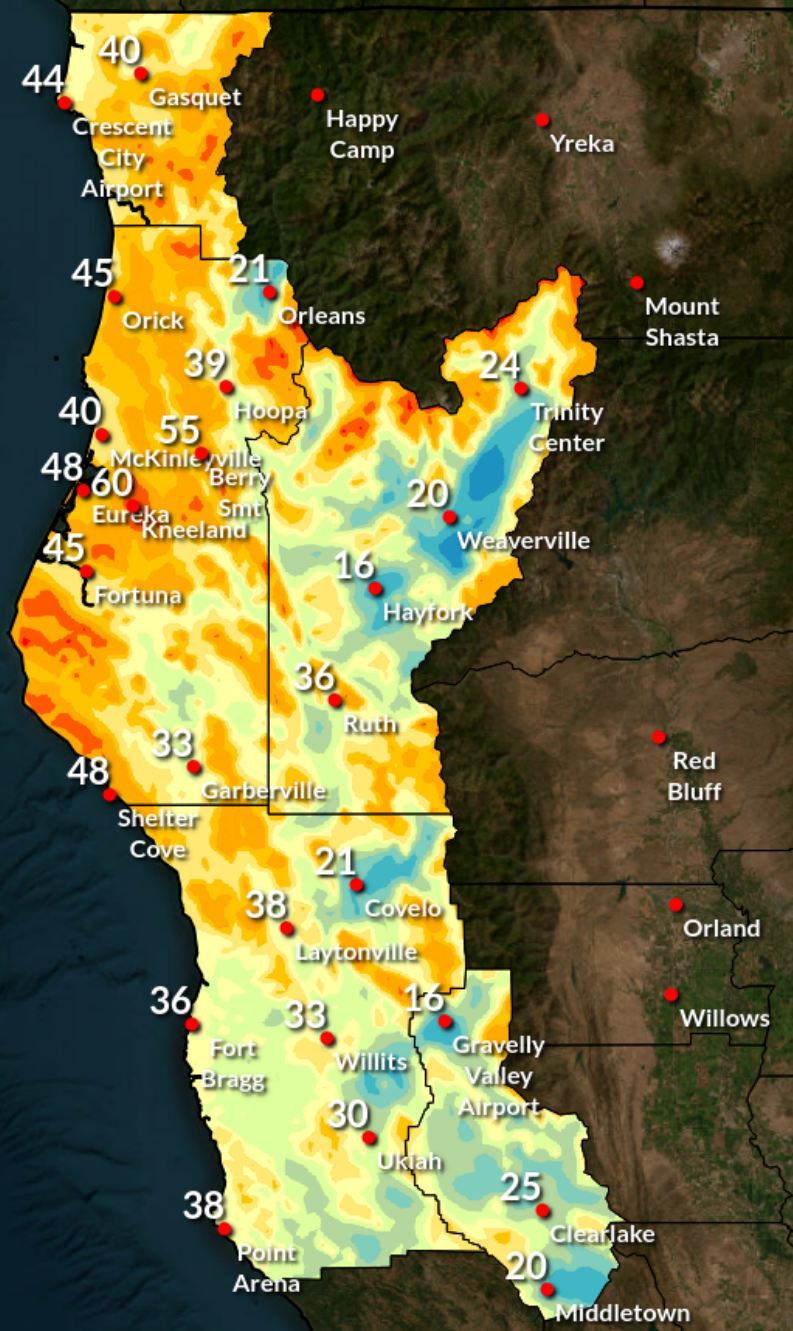 40
Gasquet
44
Crescent
City
Airport
Happy
Camp
Yreka
45
Orick
21
Orleans
Mount
Shasta
39
Hoopa
24
Trinity
Center
40
McKinleyville
55
Berry
Smt
48
Eureka
60
Kneeland
20
Weaverville
45
Fortuna
16
Hayfork
36
Ruth
33
Garberville
Red
Bluff
48
Shelter
Cove
21
Covelo
38
Laytonville
Orland
36
Fort
Bragg
33
Willits
16
Gravelly
Valley
Airport
Willows
30
Ukiah
38
Point
Arena
25
Clearlake
20
Middletown